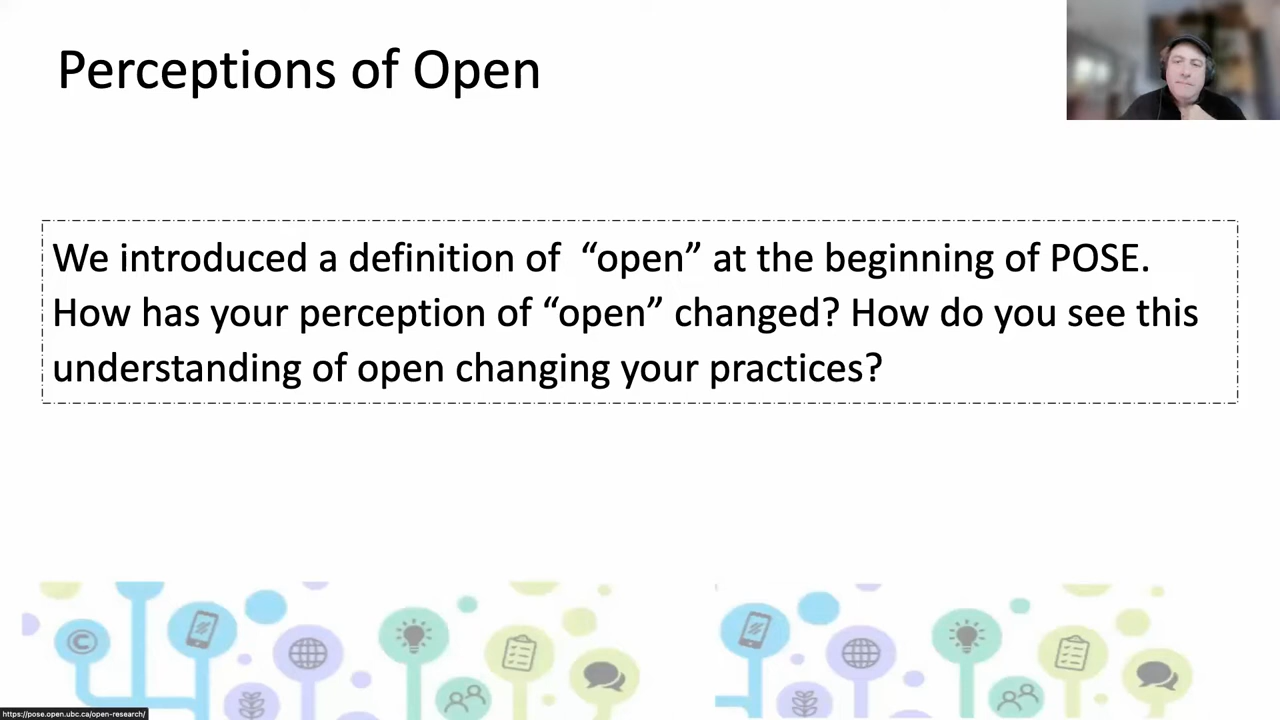 Perceptions of Open
We introduced a definition of “open” at the beginning of POSE.
How has your perception of “open” changed? How do you see this
understanding of open changing your practices?
©
https://pose.open.ubc.ca/open-research/